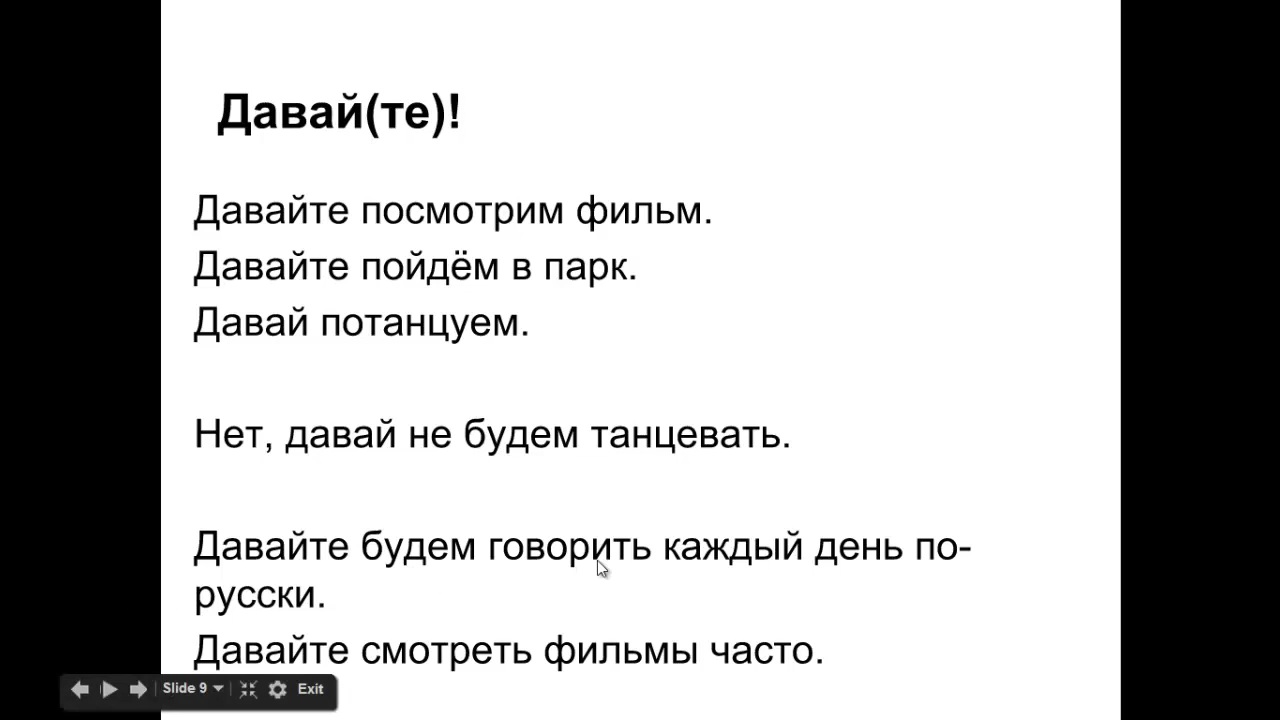 Давай(те)!
Давайте посмотрим фильм.
Давайте пойдём в парк.
Давай потанцуем.
Нет, давай не будем танцевать.
Давайте будем говорить каждый день по-
русски.
Давайте смотреть фильмы часто.
Slide 9
Exit